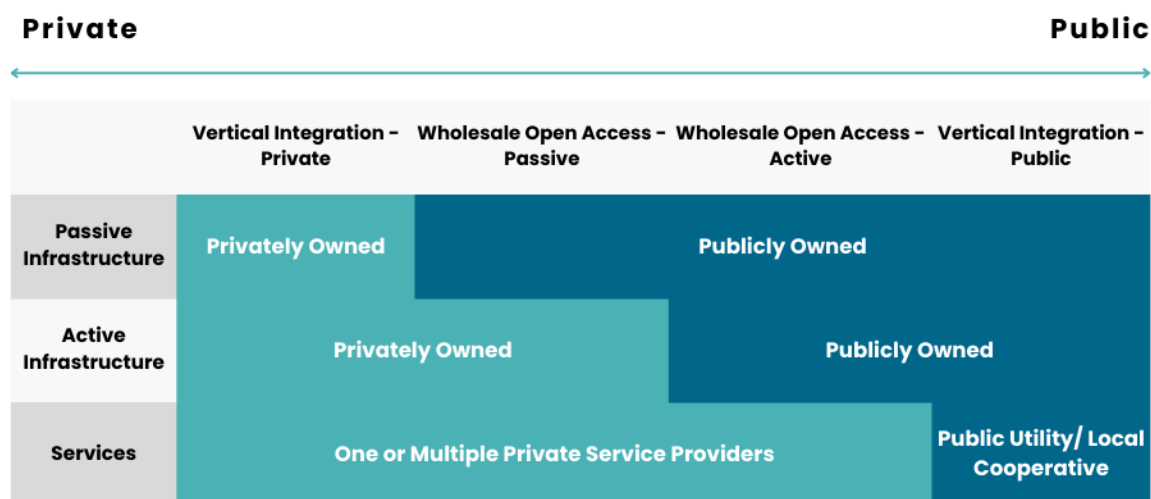 Private
Public
Vertical Integration -
Private
Wholesale Open Access -
Passive
Wholesale Open Access -
Active
Vertical Integration -
Public
Passive
Infrastructure
Privately Owned
Publicly Owned
Active
Infrastructure
Privately Owned
Publicly Owned
Services
One or Multiple Private Service Providers
Public Utility/ Local
Cooperative